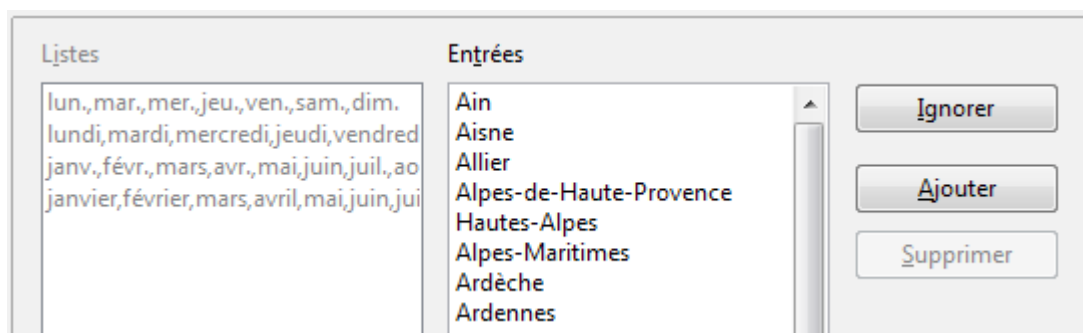 Listes
lun.,mar.,mer.,jeu.,ven.,sam.,dim.
lundi,mardi,mercredi,jeudi,vendred
janv.,févr.,mars,avr.,mai,juin,juil.,ao
janvier,février,mars,avril,mai,juin,jui
Entrées
Ain
Aisne
Allier
Alpes-de-Haute-Provence
Hautes-Alpes
Alpes-Maritimes
Ardèche
Ardennes
Ignorer
Ajouter
Supprimer